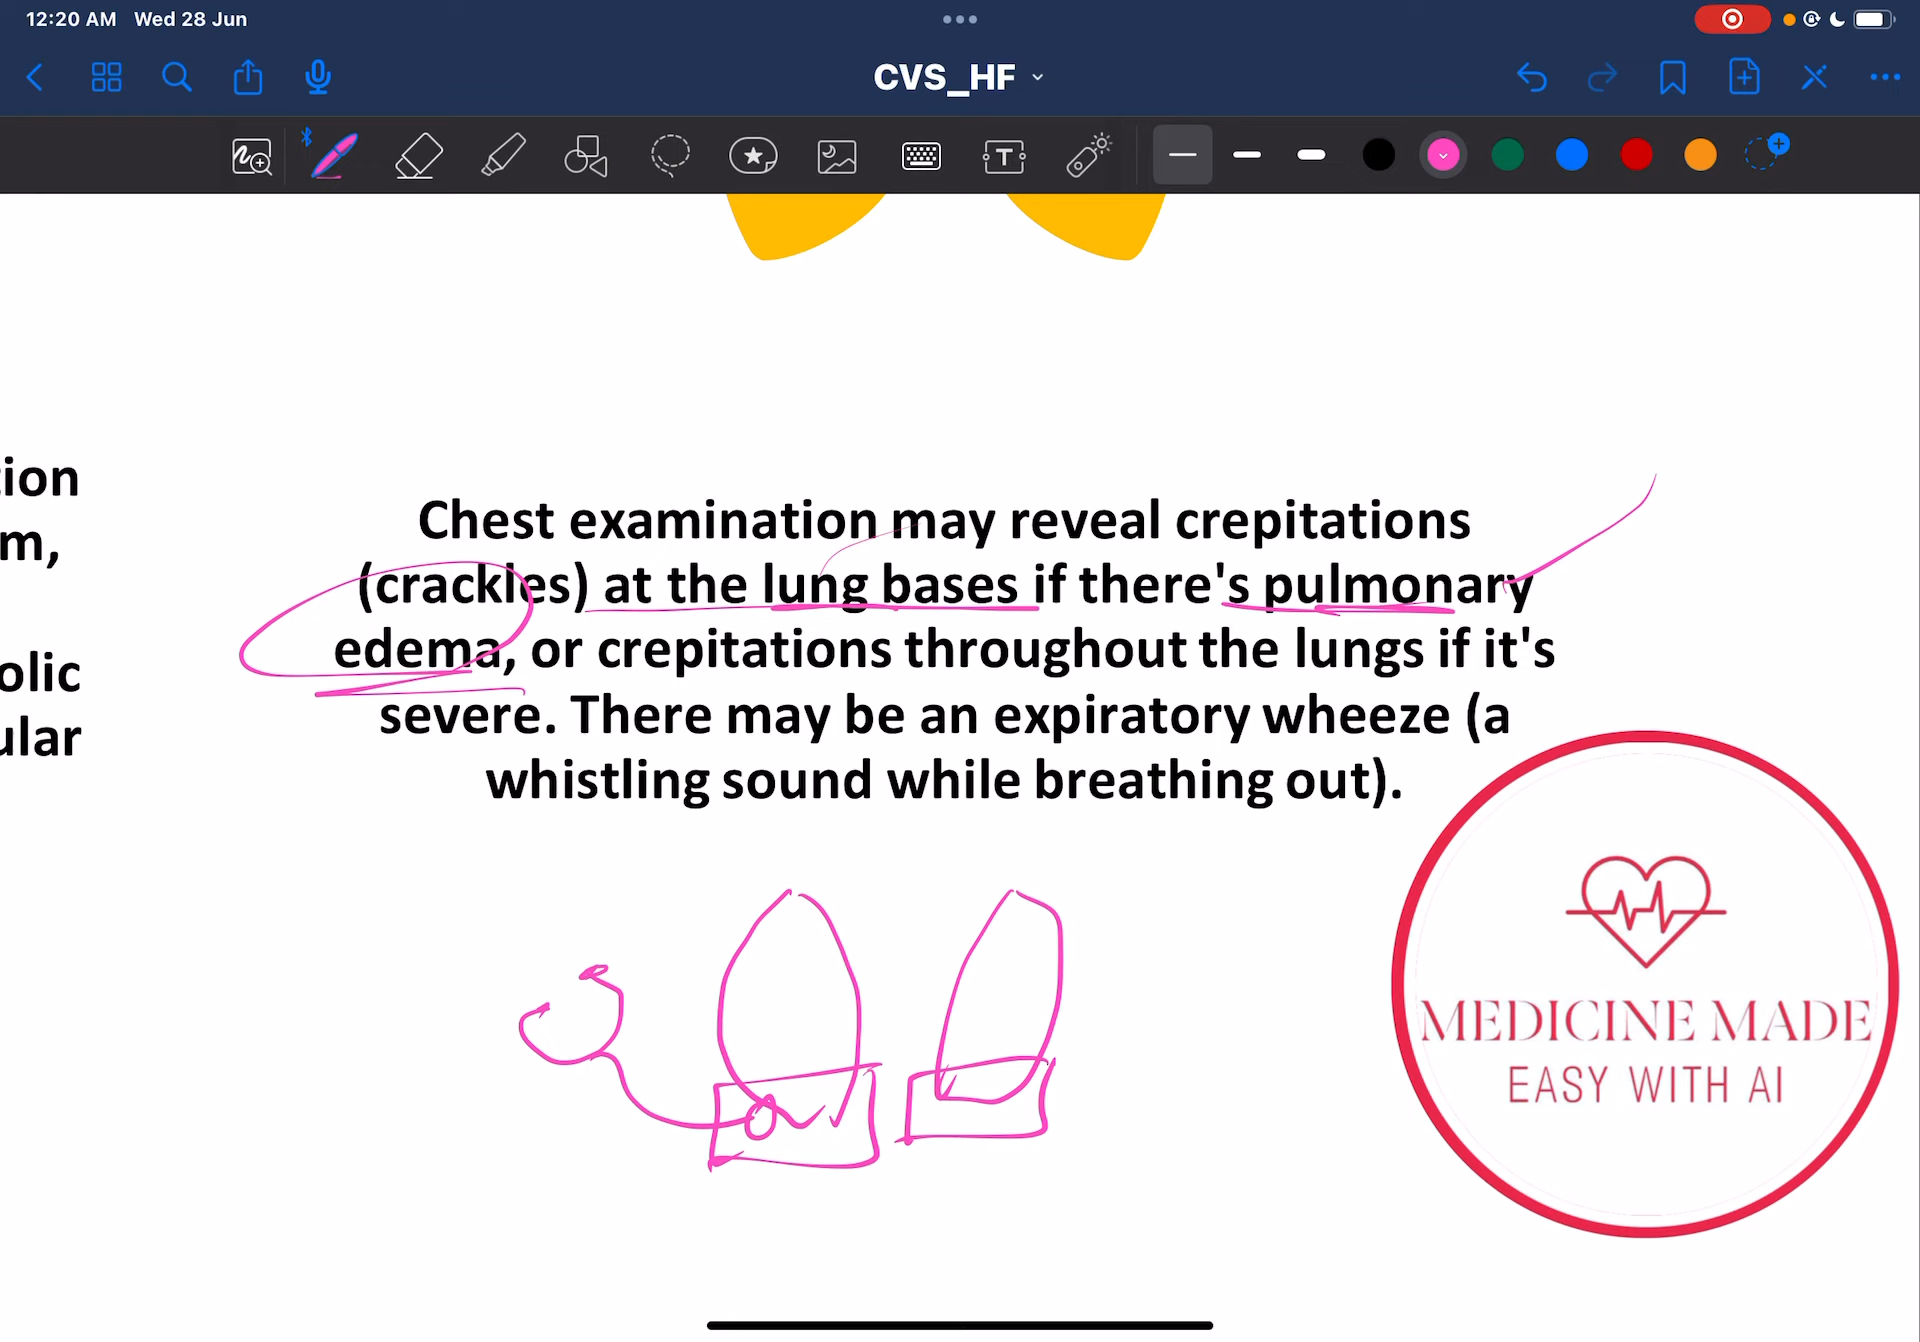 12:20 AM Wed 28 Jun
CVS_HF
T
tion
m,
olic
ular
Chest examination may reveal crepitations
(crackles) at the lung bases if there's pulmonary
edema, or crepitations throughout the lungs if it's
severe. There may be an expiratory wheeze (a
whistling sound while breathing out).
MEDICINE MADE
EASY WITH AI